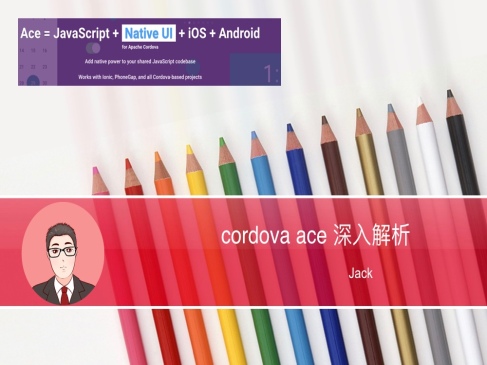 Ace = JavaScript + Native UI + iOS + Android
for Apache Cordova
Add native power to your shared JavaScript codebase
Works with Ionic, PhoneGap, and all Cordova-based projects
1:
cordova ace 深入解析
Jack